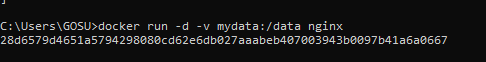 ]
C:\Users\GOSU>docker run -d -v mydata:/data nginx
28d6579d4651a5794298080cd62e6db027aaabeb407003943b0097b41a6a0667